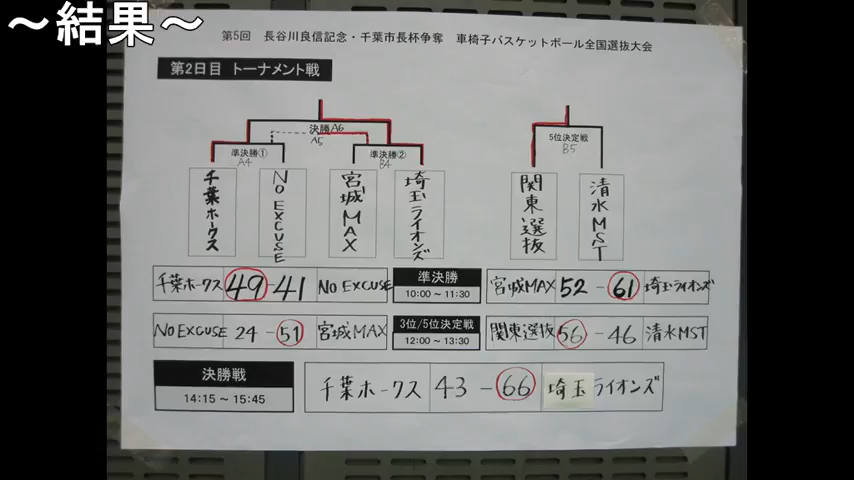 ～結果～
第5回 長谷川良信記念・千葉市長杯争奪 車椅子バスケットボール全国選抜大会
第2日目 トーナメント戦
決勝A6
A5
5位決定戦
B5
準決勝①
A4
準決勝②
B4
千葉ホークス
NO EXCUSE
宮城MAX
埼玉ライオンズ
関東選抜
清水MST
千葉ホークス 49-41 NO EXCUSE 準決勝 10:00～11:30 宮城MAX 52-61 埼玉ライオンズ
NO EXCUSE 24-51 宮城MAX 3位/5位決定戦 12:00～13:30 関東選抜 56-46 清水MST
決勝戦 14:15～15:45 千葉ホークス 43-66 埼玉ライオンズ